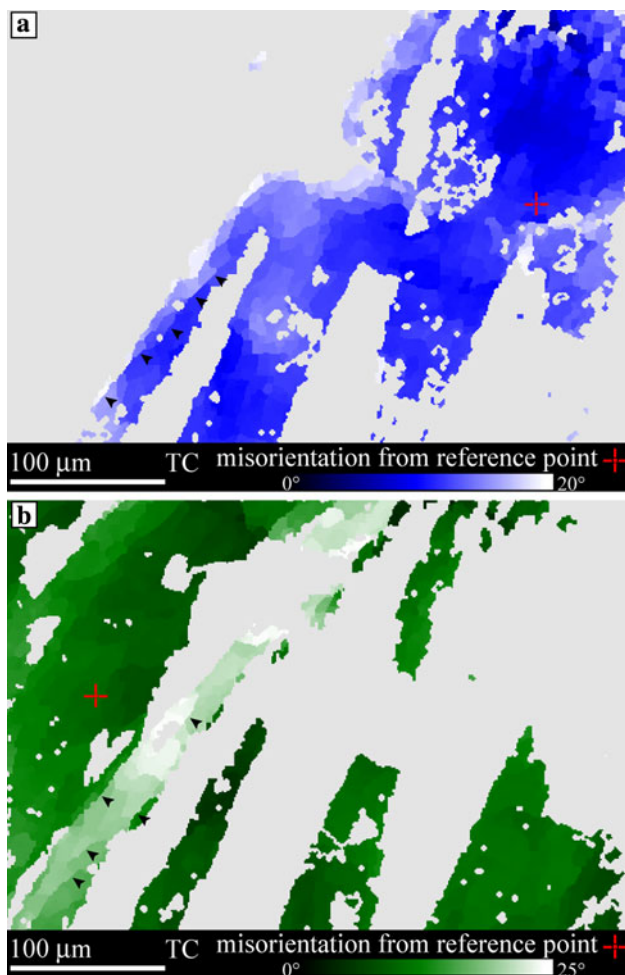 a
100 μm TC misorientation from reference point
0° 20°
b
100 μm TC misorientation from reference point
0° 25°